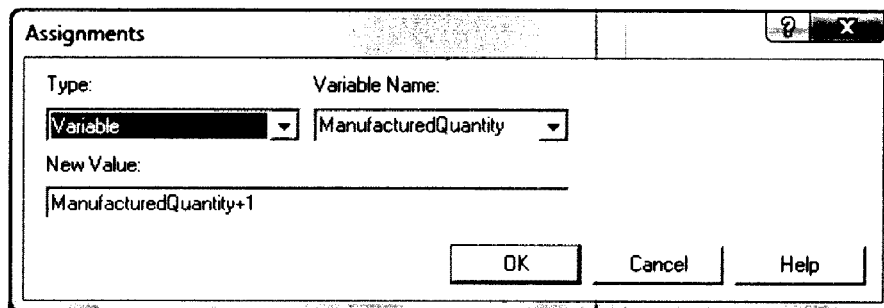 Assignments
Type: Variable Name:
Variable ManufacturedQuantity
New Value:
ManufacturedQuantity+1
OK Cancel Help